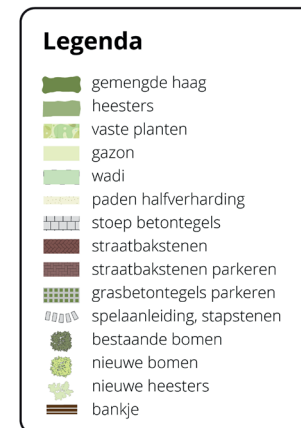 Legenda
gemengde haag
heesters
vaste planten
gazon
wadi
paden halfverharding
stoep betontegels
straatbakstenen
straatbakstenen parkeren
grasbetontegels parkeren
spelaanleiding, stapstenen
bestaande bomen
nieuwe bomen
nieuwe heesters
bankje